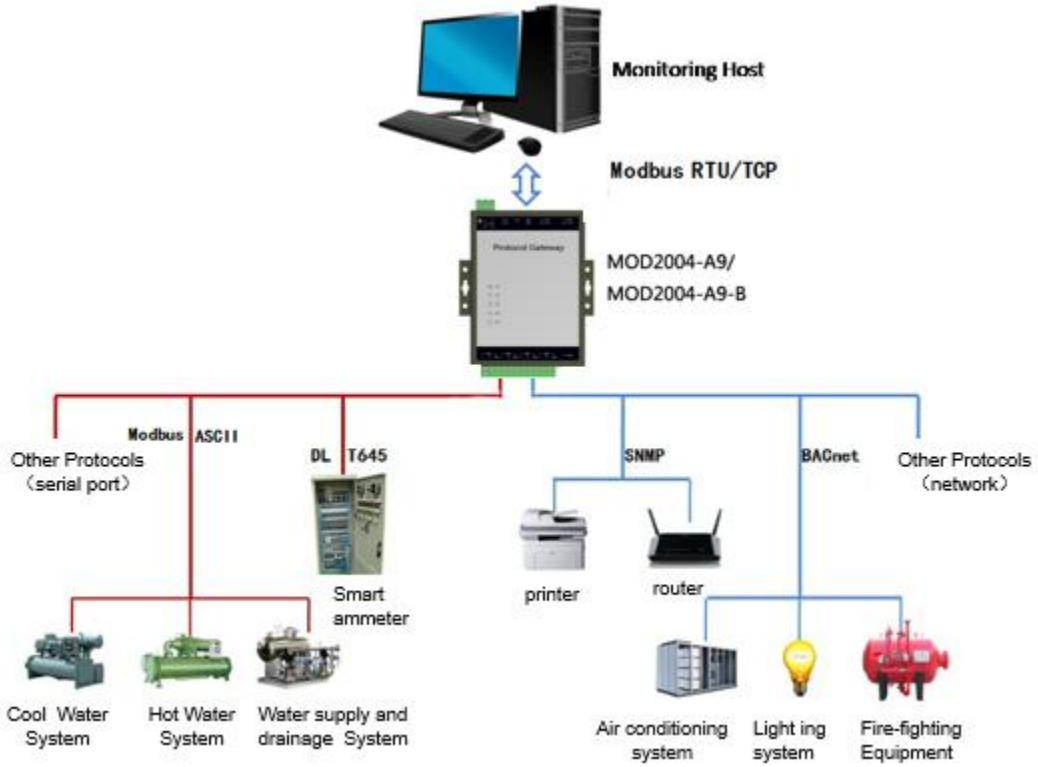 Monitoring Host
Modbus RTU/TCP
Protocol Gateway
MOD2004-A9/
MOD2004-A9-B
Modbus ASCII
DL T645
SNMP
BACnet
Other Protocols
（serial port）
Other Protocols
（network）
Smart
ammeter
printer
router
Cool Water
System
Hot Water
System
Water supply and
drainage System
Air conditioning
system
Light ing
system
Fire-fighting
Equipment